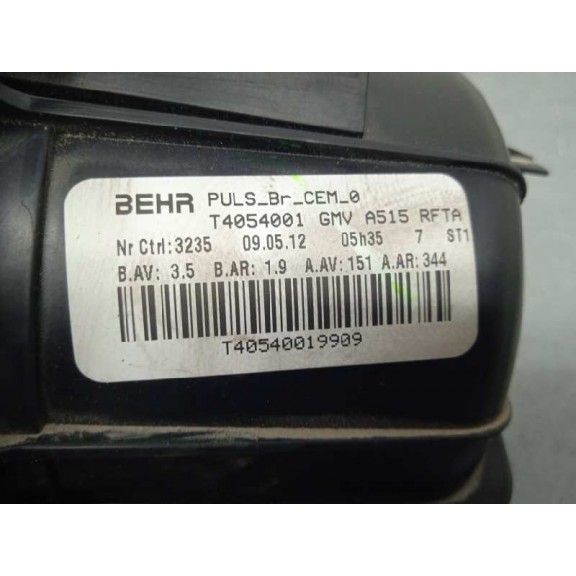 BEHR PULS_Br_CEM_0
T4054001 GMV A515 RFTA
Nr Ctrl:3235 09.05.12 05h35 7 ST1
B.AV: 3.5 B.AR: 1.9 A.AV: 151 A.AR: 344
T40540019909